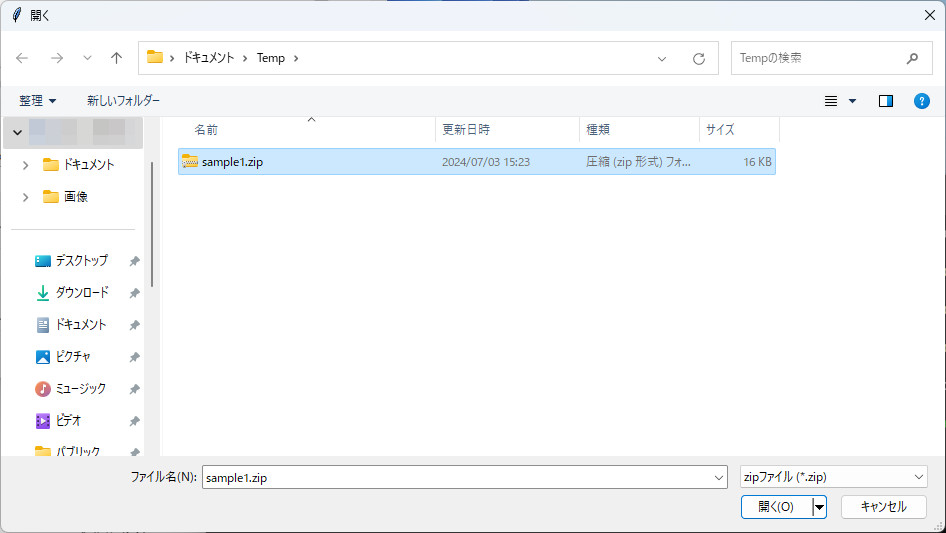 開く
ドキュメント Temp
Tempの検索
整理 新しいフォルダー
名前 更新日時 種類 サイズ
sample1.zip 2024/07/03 15:23 圧縮 (zip 形式) フォ... 16 KB
ドキュメント
画像
デスクトップ
ダウンロード
ドキュメント
ピクチャ
ミュージック
ビデオ
パブリック
ファイル名(N): sample1.zip zipファイル (*.zip)
開く(O) キャンセル